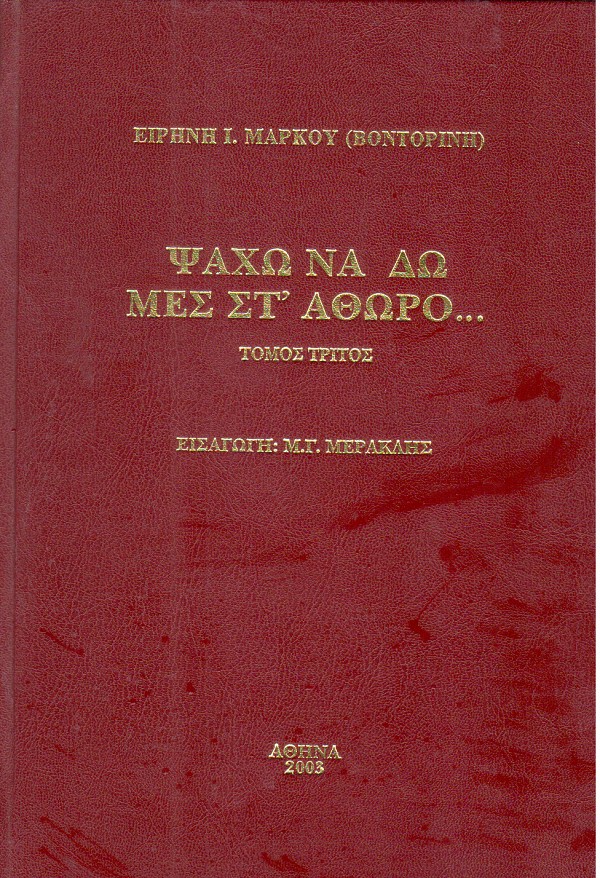 ΕΙΡΗΝΗ Ι. ΜΑΡΚΟΥ (ΒΟΝΤΟΡΙΝΗ)
ΨΑΧΩ ΝΑ ΔΩ
ΜΕΣ ΣΤ’ ΑΘΩΡΟ...
ΤΟΜΟΣ ΤΡΙΤΟΣ
ΕΙΣΑΓΩΓΗ: Μ.Γ. ΜΕΡΑΚΛΗΣ
ΑΘΗΝΑ
2003